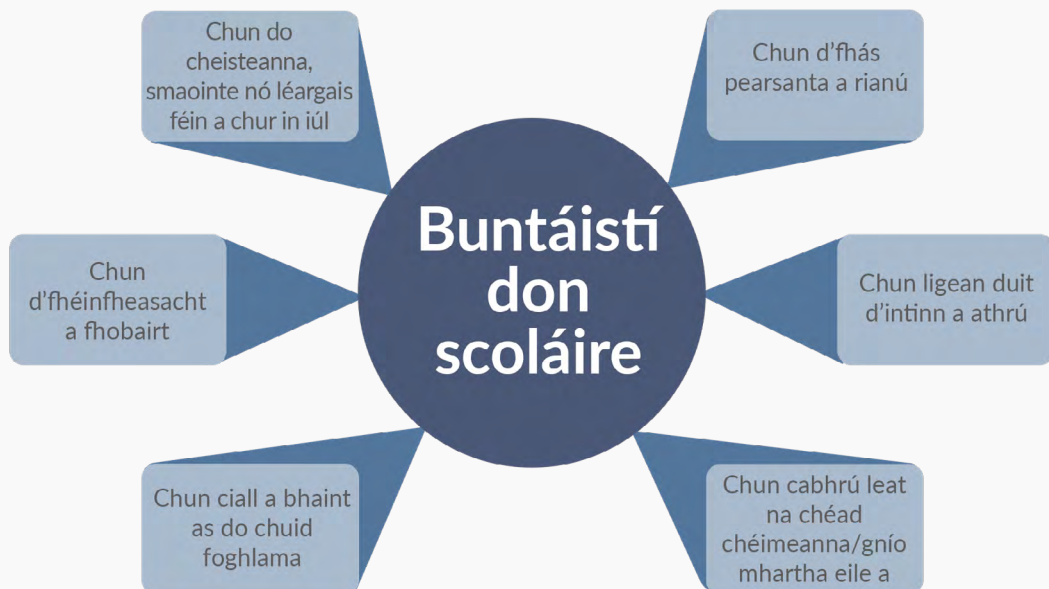 Chun do
cheisteanna,
smaointe nó léargais
féin a chur in iúl
Chun d'fhás
pearsanta a rianú
Buntáistí
don
scoláire
Chun
d'fhéinfheasacht
a fhobairt
Chun ligean duit
d'intinn a athrú
Chun ciall a bhaint
as do chuid
foghlama
Chun cabhrú leat
na chéad
chéimeanna/gnío
mhartha eile a